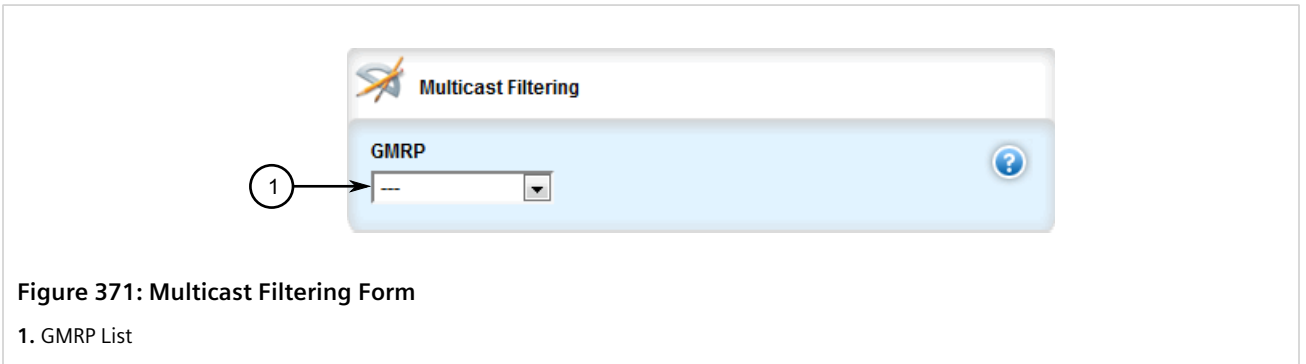 Multicast Filtering
GMRP
1
---
?
Figure 371: Multicast Filtering Form
1. GMRP List